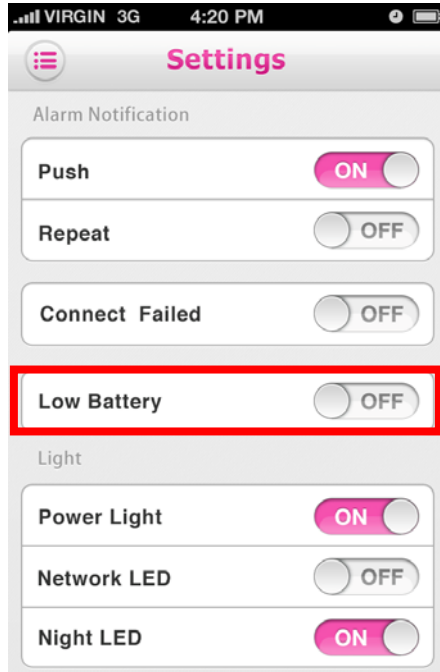 VIRGIN 3G 4:20 PM
Settings
Alarm Notification
Push ON
Repeat OFF
Connect Failed OFF
Low Battery OFF
Light
Power Light ON
Network LED OFF
Night LED ON